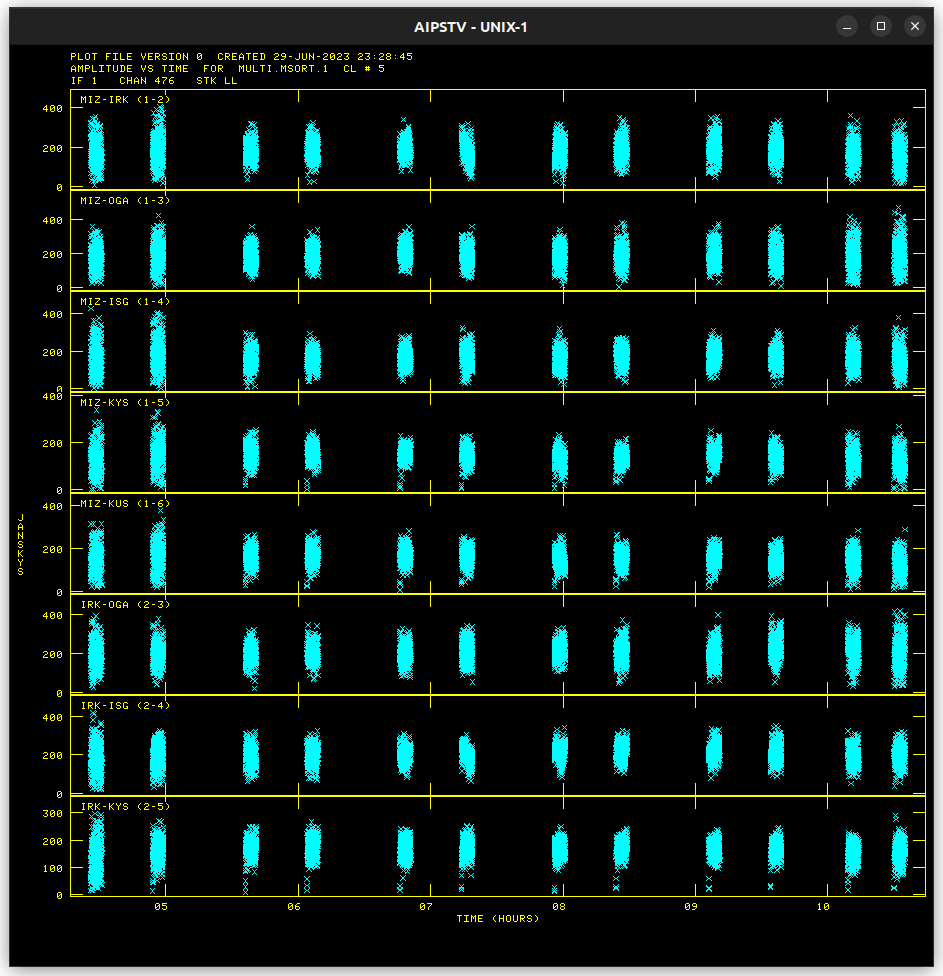 AIPSTV - UNIX-1
PLOT FILE VERSION 0 CREATED 29-JUN-2023 23:28:45
AMPLITUDE VS TIME FOR MULTI.MSORT.1 CL # 5
IF 1 CHAN 476 STK LL
MIZ-IRK (1-2)
400
200
0
MIZ-OGA (1-3)
400
200
0
MIZ-ISG (1-4)
400
200
0
MIZ-KYS (1-5)
400
200
0
MIZ-KUS (1-6)
400
200
0
JANSKYS
IRK-OGA (2-3)
400
200
0
IRK-ISG (2-4)
400
200
0
IRK-KYS (2-5)
300
200
100
0
05 06 07 08 09 10
TIME (HOURS)